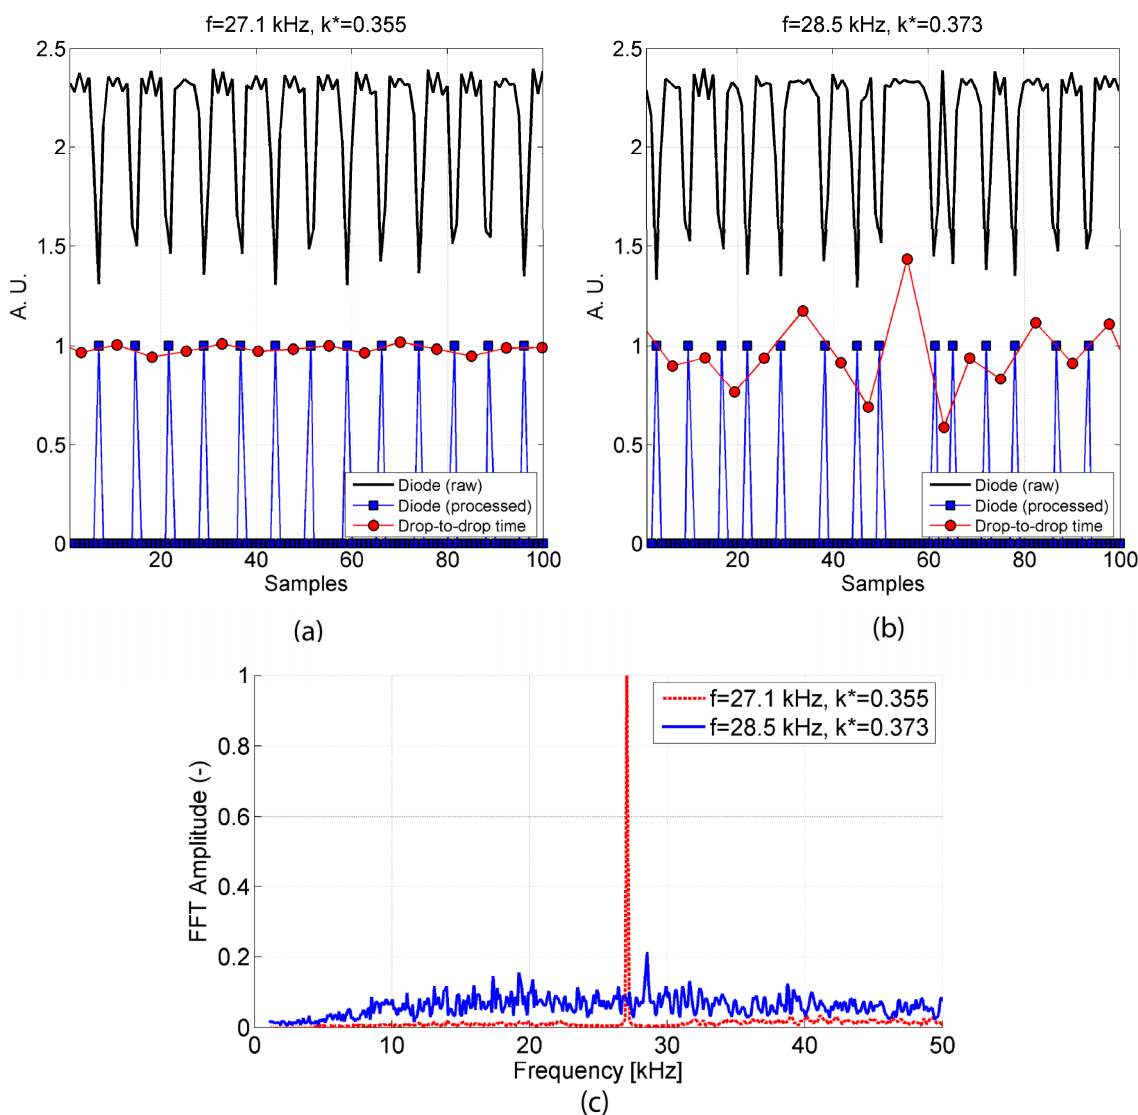 f=27.1 kHz, k*=0.355
2.5
2
1.5
1
0.5
0
A. U.
20
40
60
80
100
Samples
Diode (raw)
Diode (processed)
Drop-to-drop time
(a)
f=28.5 kHz, k*=0.373
2.5
2
1.5
1
0.5
0
A. U.
20
40
60
80
100
Samples
Diode (raw)
Diode (processed)
Drop-to-drop time
(b)
1
0.8
0.6
0.4
0.2
0
FFT Amplitude (-)
f=27.1 kHz, k*=0.355
f=28.5 kHz, k*=0.373
0
10
20
30
40
50
Frequency [kHz]
(c)